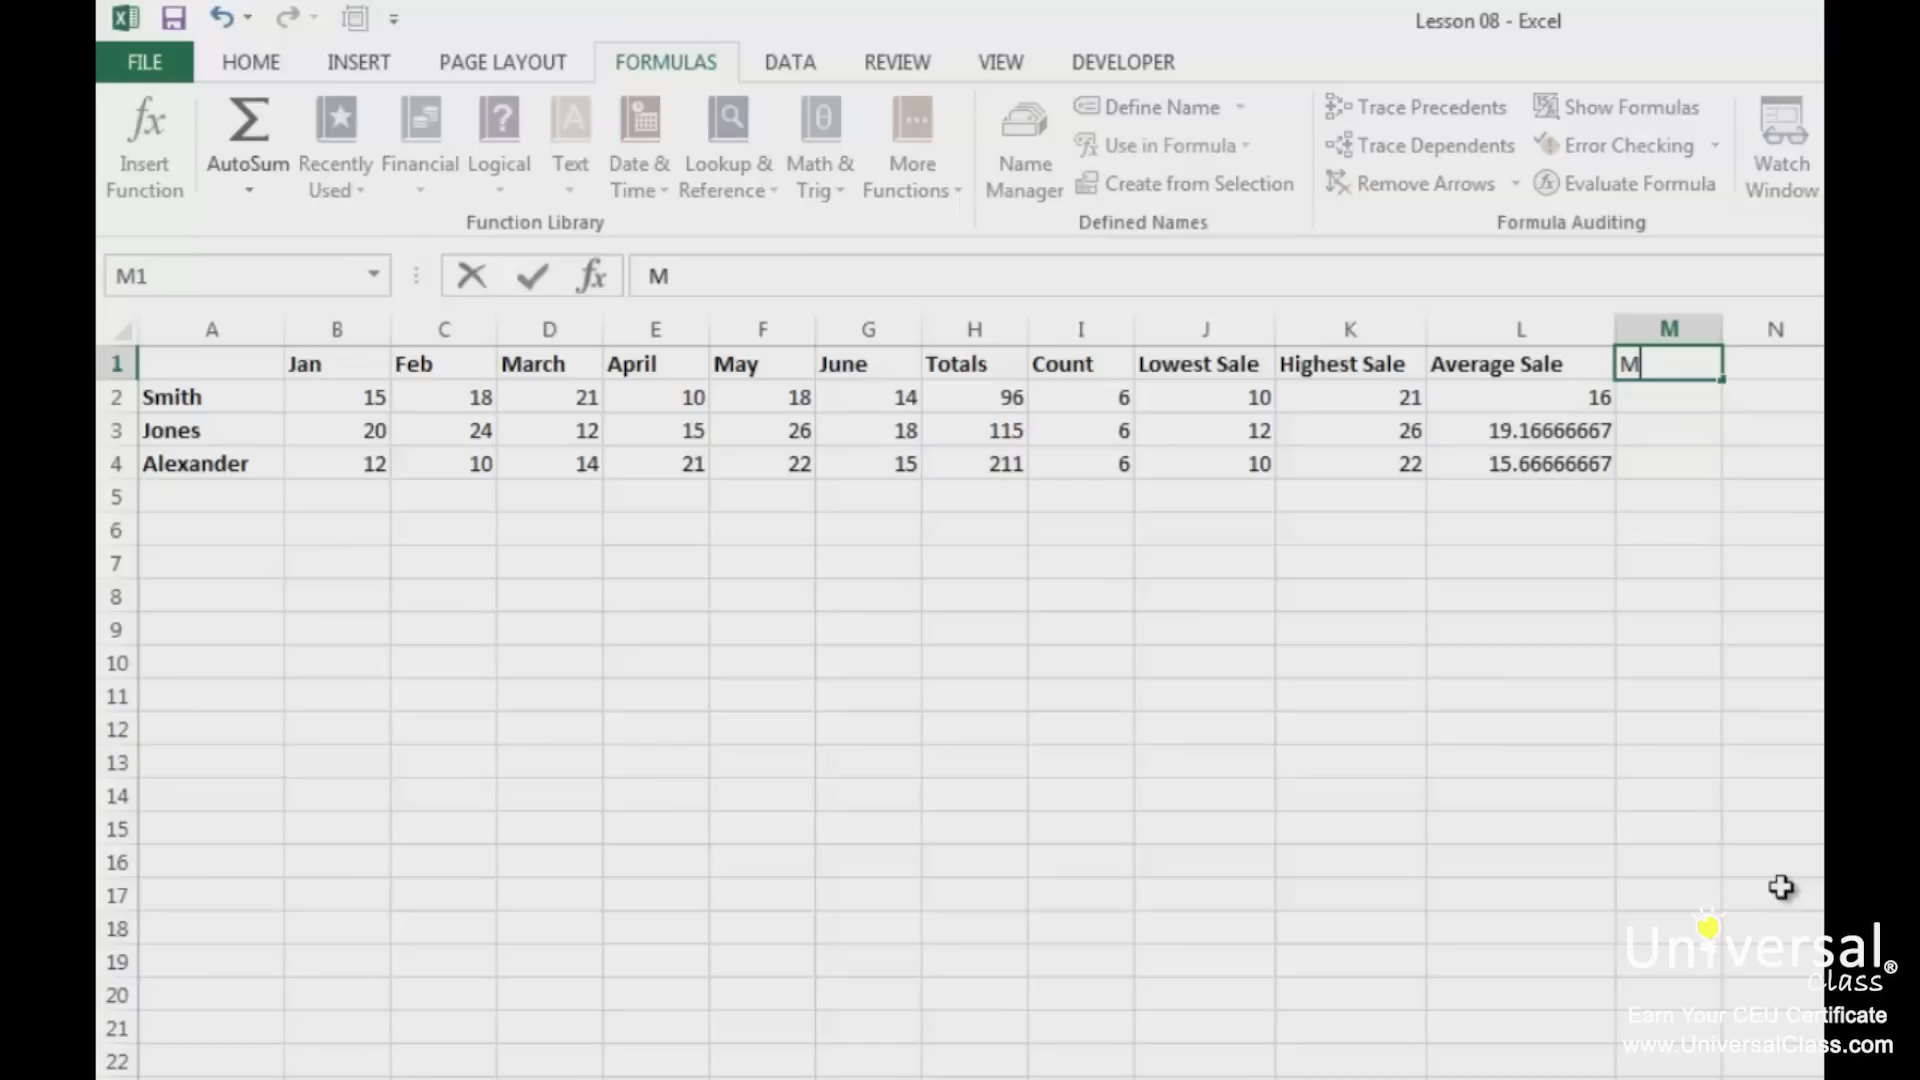 Lesson 08 - Excel
FILE HOME INSERT PAGE LAYOUT FORMULAS DATA REVIEW VIEW DEVELOPER
fx Insert Function
AutoSum
Recently Used
Financial
Logical
Text
Date & Time
Lookup & Reference
Math & Trig
More Functions
Function Library
Name Manager
Define Name
Use in Formula
Create from Selection
Defined Names
Trace Precedents
Trace Dependents
Remove Arrows
Show Formulas
Error Checking
Evaluate Formula
Formula Auditing
Watch Window
M1 fx M
A B C D E F G H I J K L M N
1 Jan Feb March April May June Totals Count Lowest Sale Highest Sale Average Sale M
2 Smith 15 18 21 10 18 14 96 6 10 21 16
3 Jones 20 24 12 15 26 18 115 6 12 26 19.16666667
4 Alexander 12 10 14 21 22 15 211 6 10 22 15.66666667
5
6
7
8
9
10
11
12
13
14
15
16
17
18
19
20
21
22
Universal®
Class
Earn Your CEU Certificate
www.UniversalClass.com